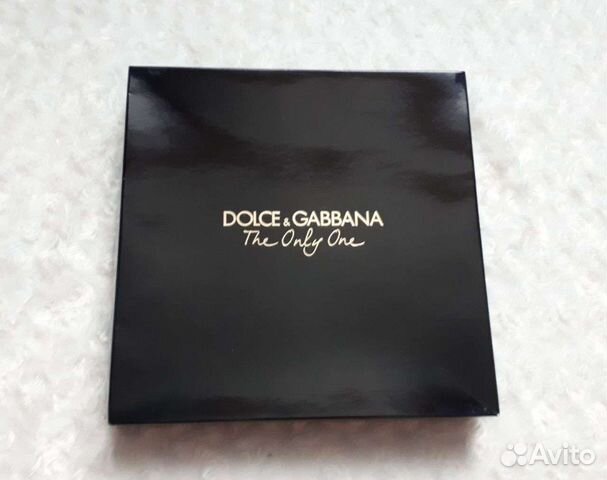 DOLCE & GABBANA
The Only One
Avito